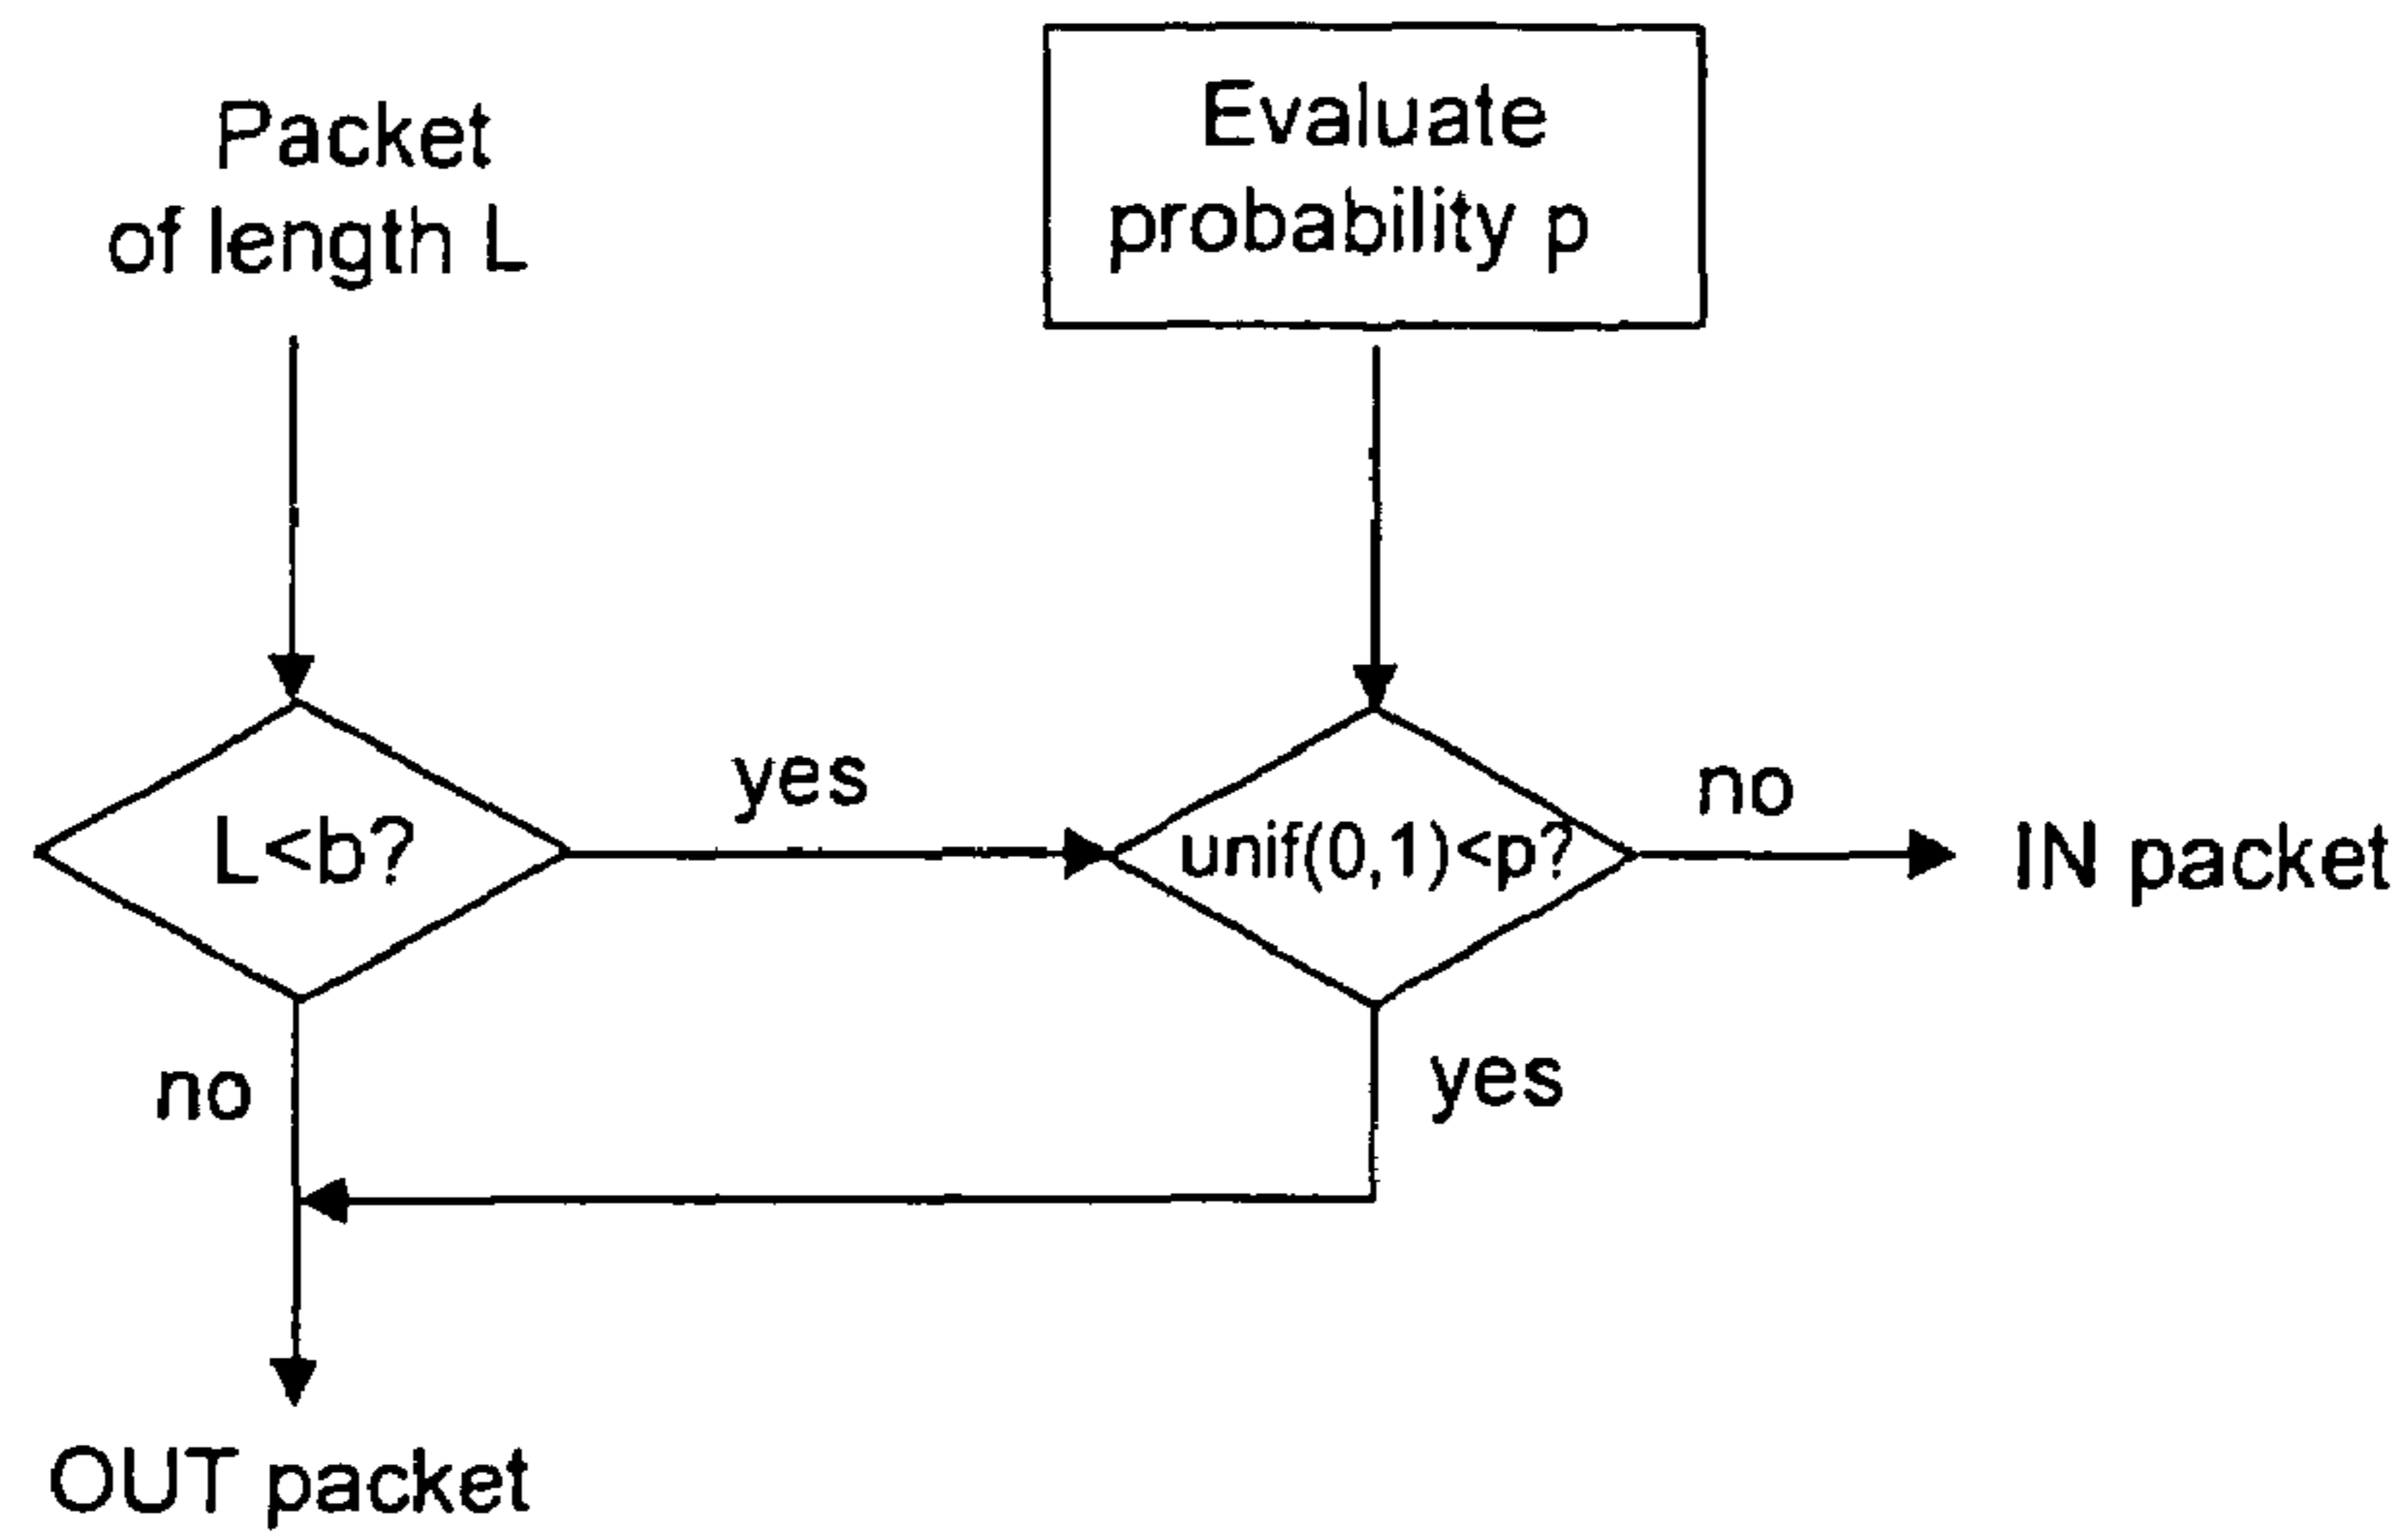 Packet
of length L
Evaluate
probability p
L<b?
yes
unif(0,1)<p?
no
IN packet
no
yes
OUT packet